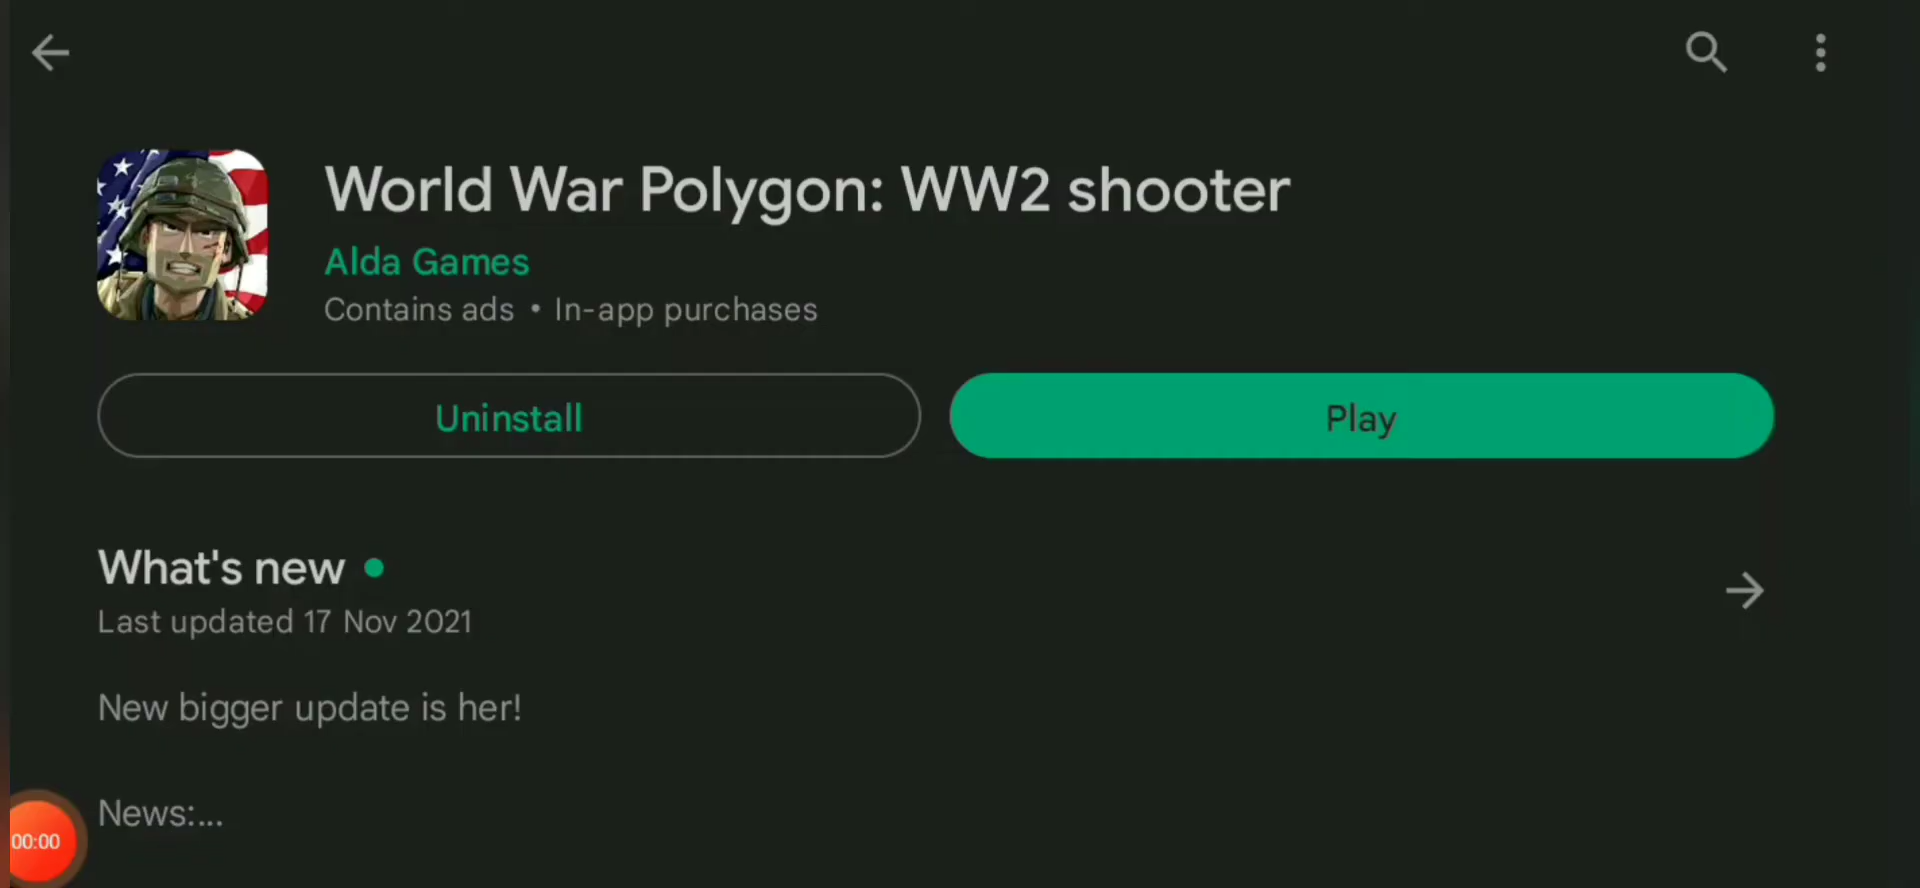 World War Polygon: WW2 shooter
Alda Games
Contains ads • In-app purchases
Uninstall
Play
What's new
Last updated 17 Nov 2021
New bigger update is her!
News:...
00:00